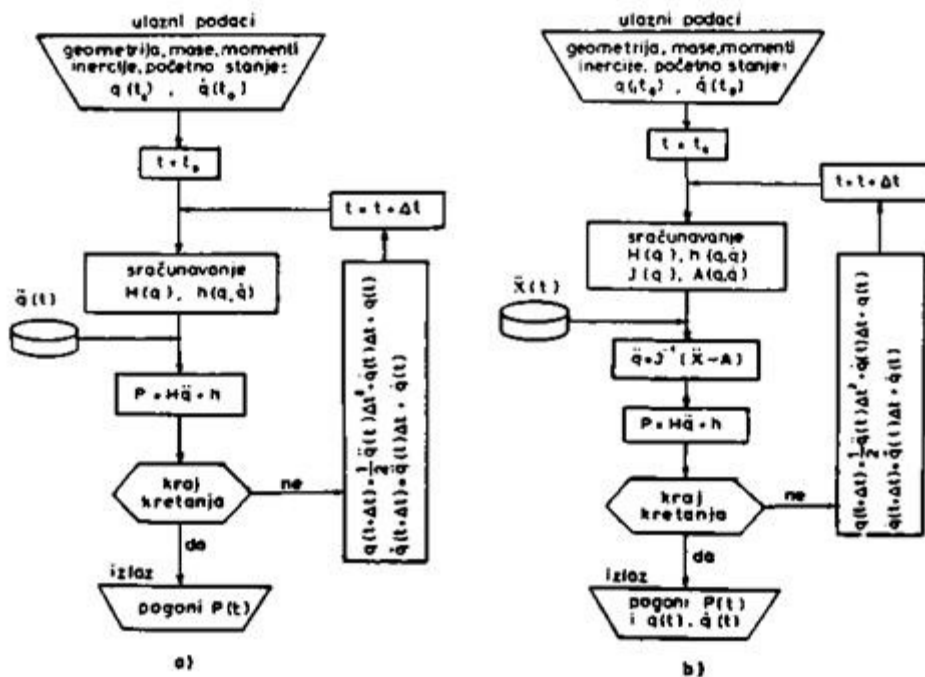 ulazni podaci
geometrija, mase, momenti
inercije, početno stanje:
q(t₀) , q̇(t₀)
t = t₀
t = t + Δt
sračunavanje
H(q) , h(q,q̇)
q̈(t)
P = Hq̈ + h
q(t+Δt) = ½ q̈(t)Δt² + q̇(t)Δt + q(t)
q̇(t+Δt) = q̈(t)Δt + q̇(t)
kraj
kretanja
ne
da
izlaz
pogoni P(t)
a)
ulazni podaci
geometrija, mase, momenti
inercije, početno stanje:
q(t₀) , q̇(t₀)
t = t₀
t = t + Δt
sračunavanje
H(q) , h(q,q̇)
J(q) , A(q,q̇)
Ẍ(t)
q̈ = J⁻¹(Ẍ − A)
P = Hq̈ + h
q(t+Δt) = ½ q̈(t)Δt² + q̇(t)Δt + q(t)
q̇(t+Δt) = q̈(t)Δt + q̇(t)
kraj
kretanja
ne
da
izlaz
pogoni P(t)
i q(t), q̇(t)
b)